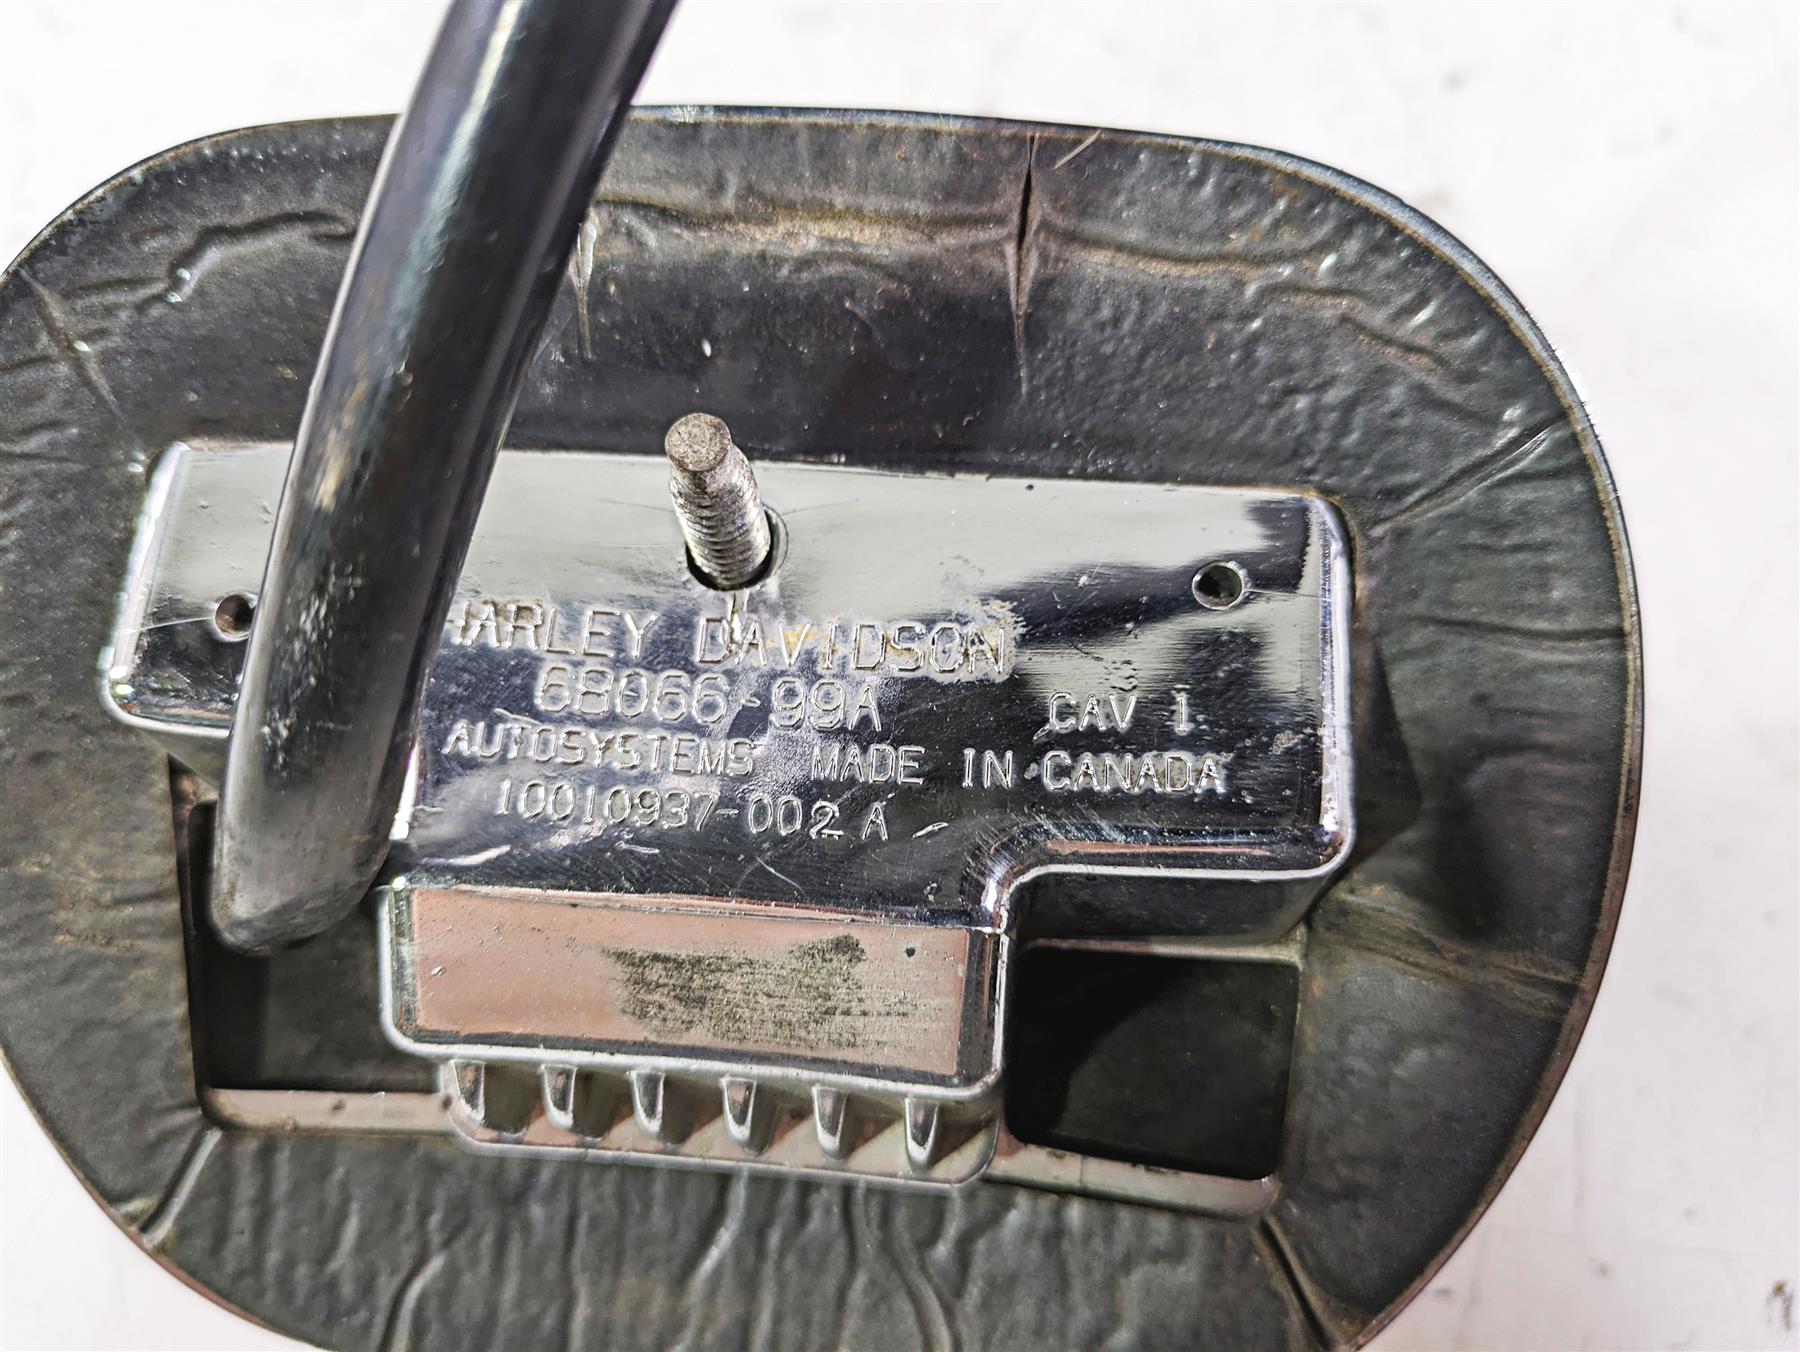 HARLEY DAVIDSON
68066-99A CAV 1
AUTOSYSTEMS MADE IN CANADA
10010937-002 A